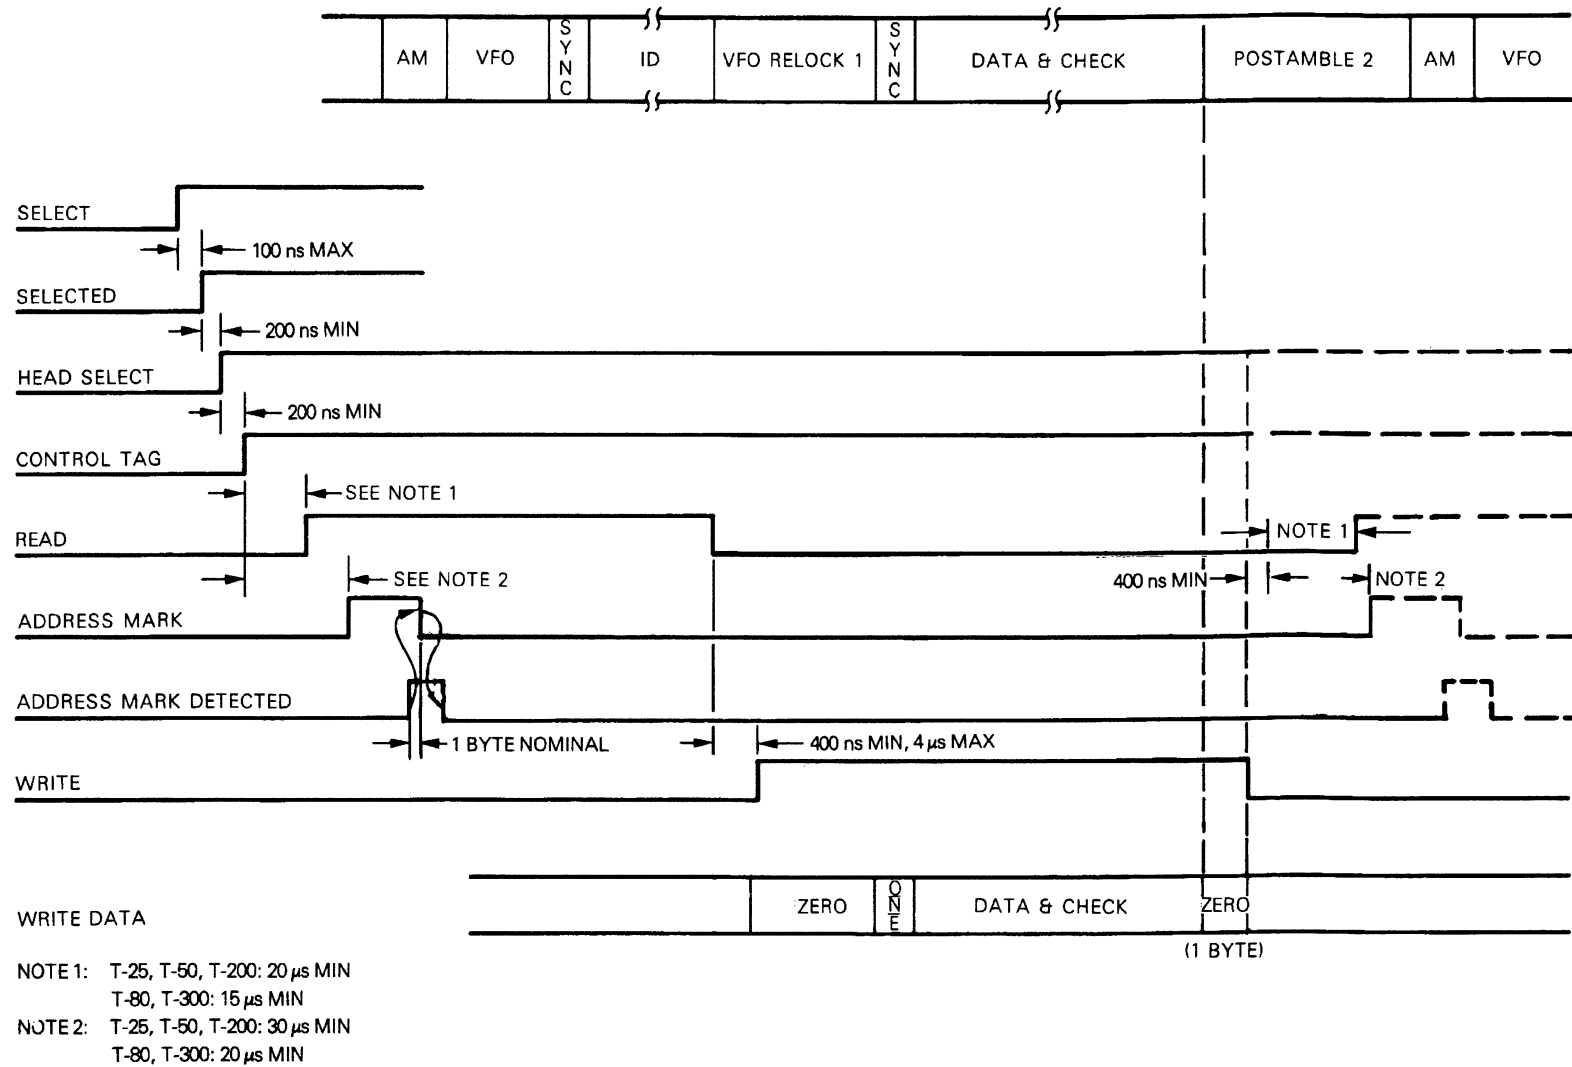 AM VFO SYNC ID VFO RELOCK 1 SYNC DATA & CHECK POSTAMBLE 2 AM VFO
SELECT
100 ns MAX
SELECTED
200 ns MIN
HEAD SELECT
200 ns MIN
CONTROL TAG
SEE NOTE 1
READ
NOTE 1
SEE NOTE 2
400 ns MIN
NOTE 2
ADDRESS MARK
ADDRESS MARK DETECTED
1 BYTE NOMINAL
400 ns MIN, 4 µs MAX
WRITE
WRITE DATA
ZERO ONE DATA & CHECK ZERO
(1 BYTE)
NOTE 1: T-25, T-50, T-200: 20 µs MIN
T-80, T-300: 15 µs MIN
NOTE 2: T-25, T-50, T-200: 30 µs MIN
T-80, T-300: 20 µs MIN